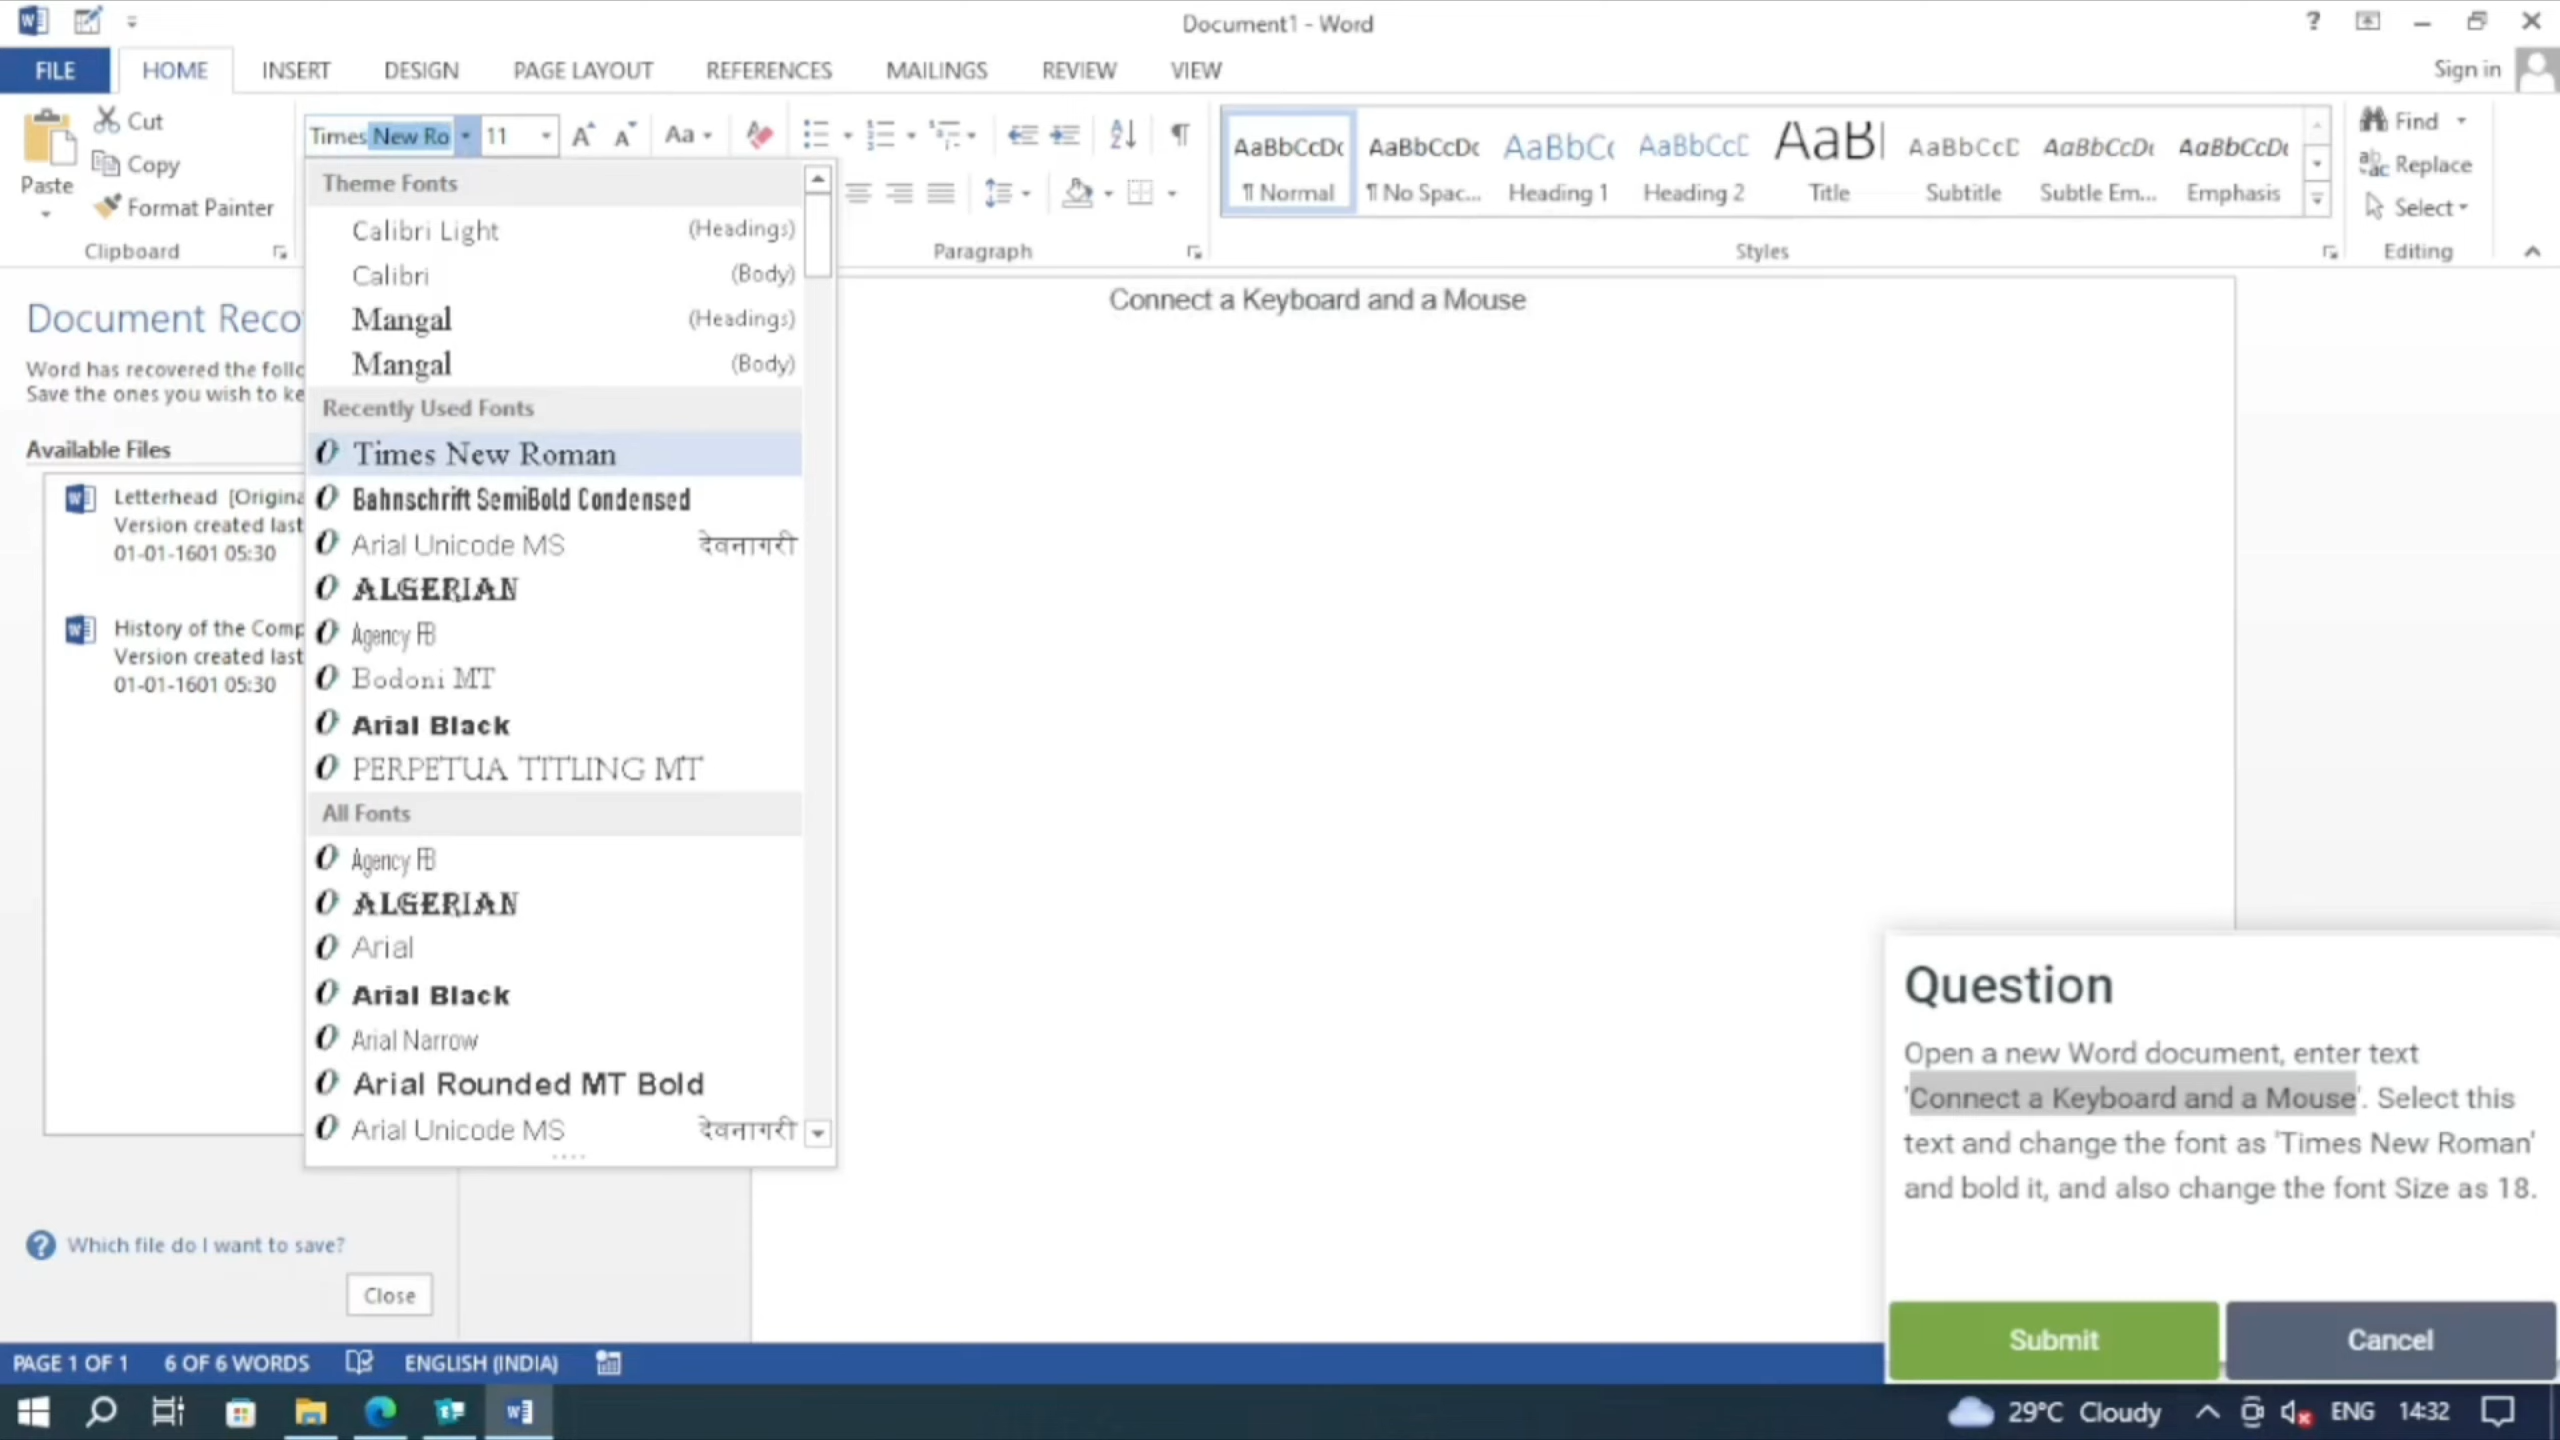 Document1 - Word
Sign in
FILE HOME INSERT DESIGN PAGE LAYOUT REFERENCES MAILINGS REVIEW VIEW
Paste
Cut
Copy
Format Painter
Clipboard
Times New Ro 11
Aa
Paragraph
AaBbCcDc AaBbCcDc AaBbCc AaBbCcC AaBl AaBbCcC AaBbCcDc AaBbCcDc
¶ Normal ¶ No Spac... Heading 1 Heading 2 Title Subtitle Subtle Em... Emphasis
Styles
Find
Replace
Select
Editing
Theme Fonts
Calibri Light (Headings)
Calibri (Body)
Mangal (Headings)
Mangal (Body)
Recently Used Fonts
Times New Roman
Bahnschrift SemiBold Condensed
Arial Unicode MS देवनागरी
ALGERIAN
Agency FB
Bodoni MT
Arial Black
PERPETUA TITLING MT
All Fonts
Agency FB
ALGERIAN
Arial
Arial Black
Arial Narrow
Arial Rounded MT Bold
Arial Unicode MS देवनागरी
Document Reco
Word has recovered the follo
Save the ones you wish to ke
Available Files
Letterhead [Origina
Version created last
01-01-1601 05:30
History of the Comp
Version created last
01-01-1601 05:30
Which file do I want to save?
Close
Connect a Keyboard and a Mouse
Question
Open a new Word document, enter text
'Connect a Keyboard and a Mouse'. Select this
text and change the font as 'Times New Roman'
and bold it, and also change the font Size as 18.
Submit Cancel
PAGE 1 OF 1 6 OF 6 WORDS ENGLISH (INDIA)
29°C Cloudy ENG 14:32